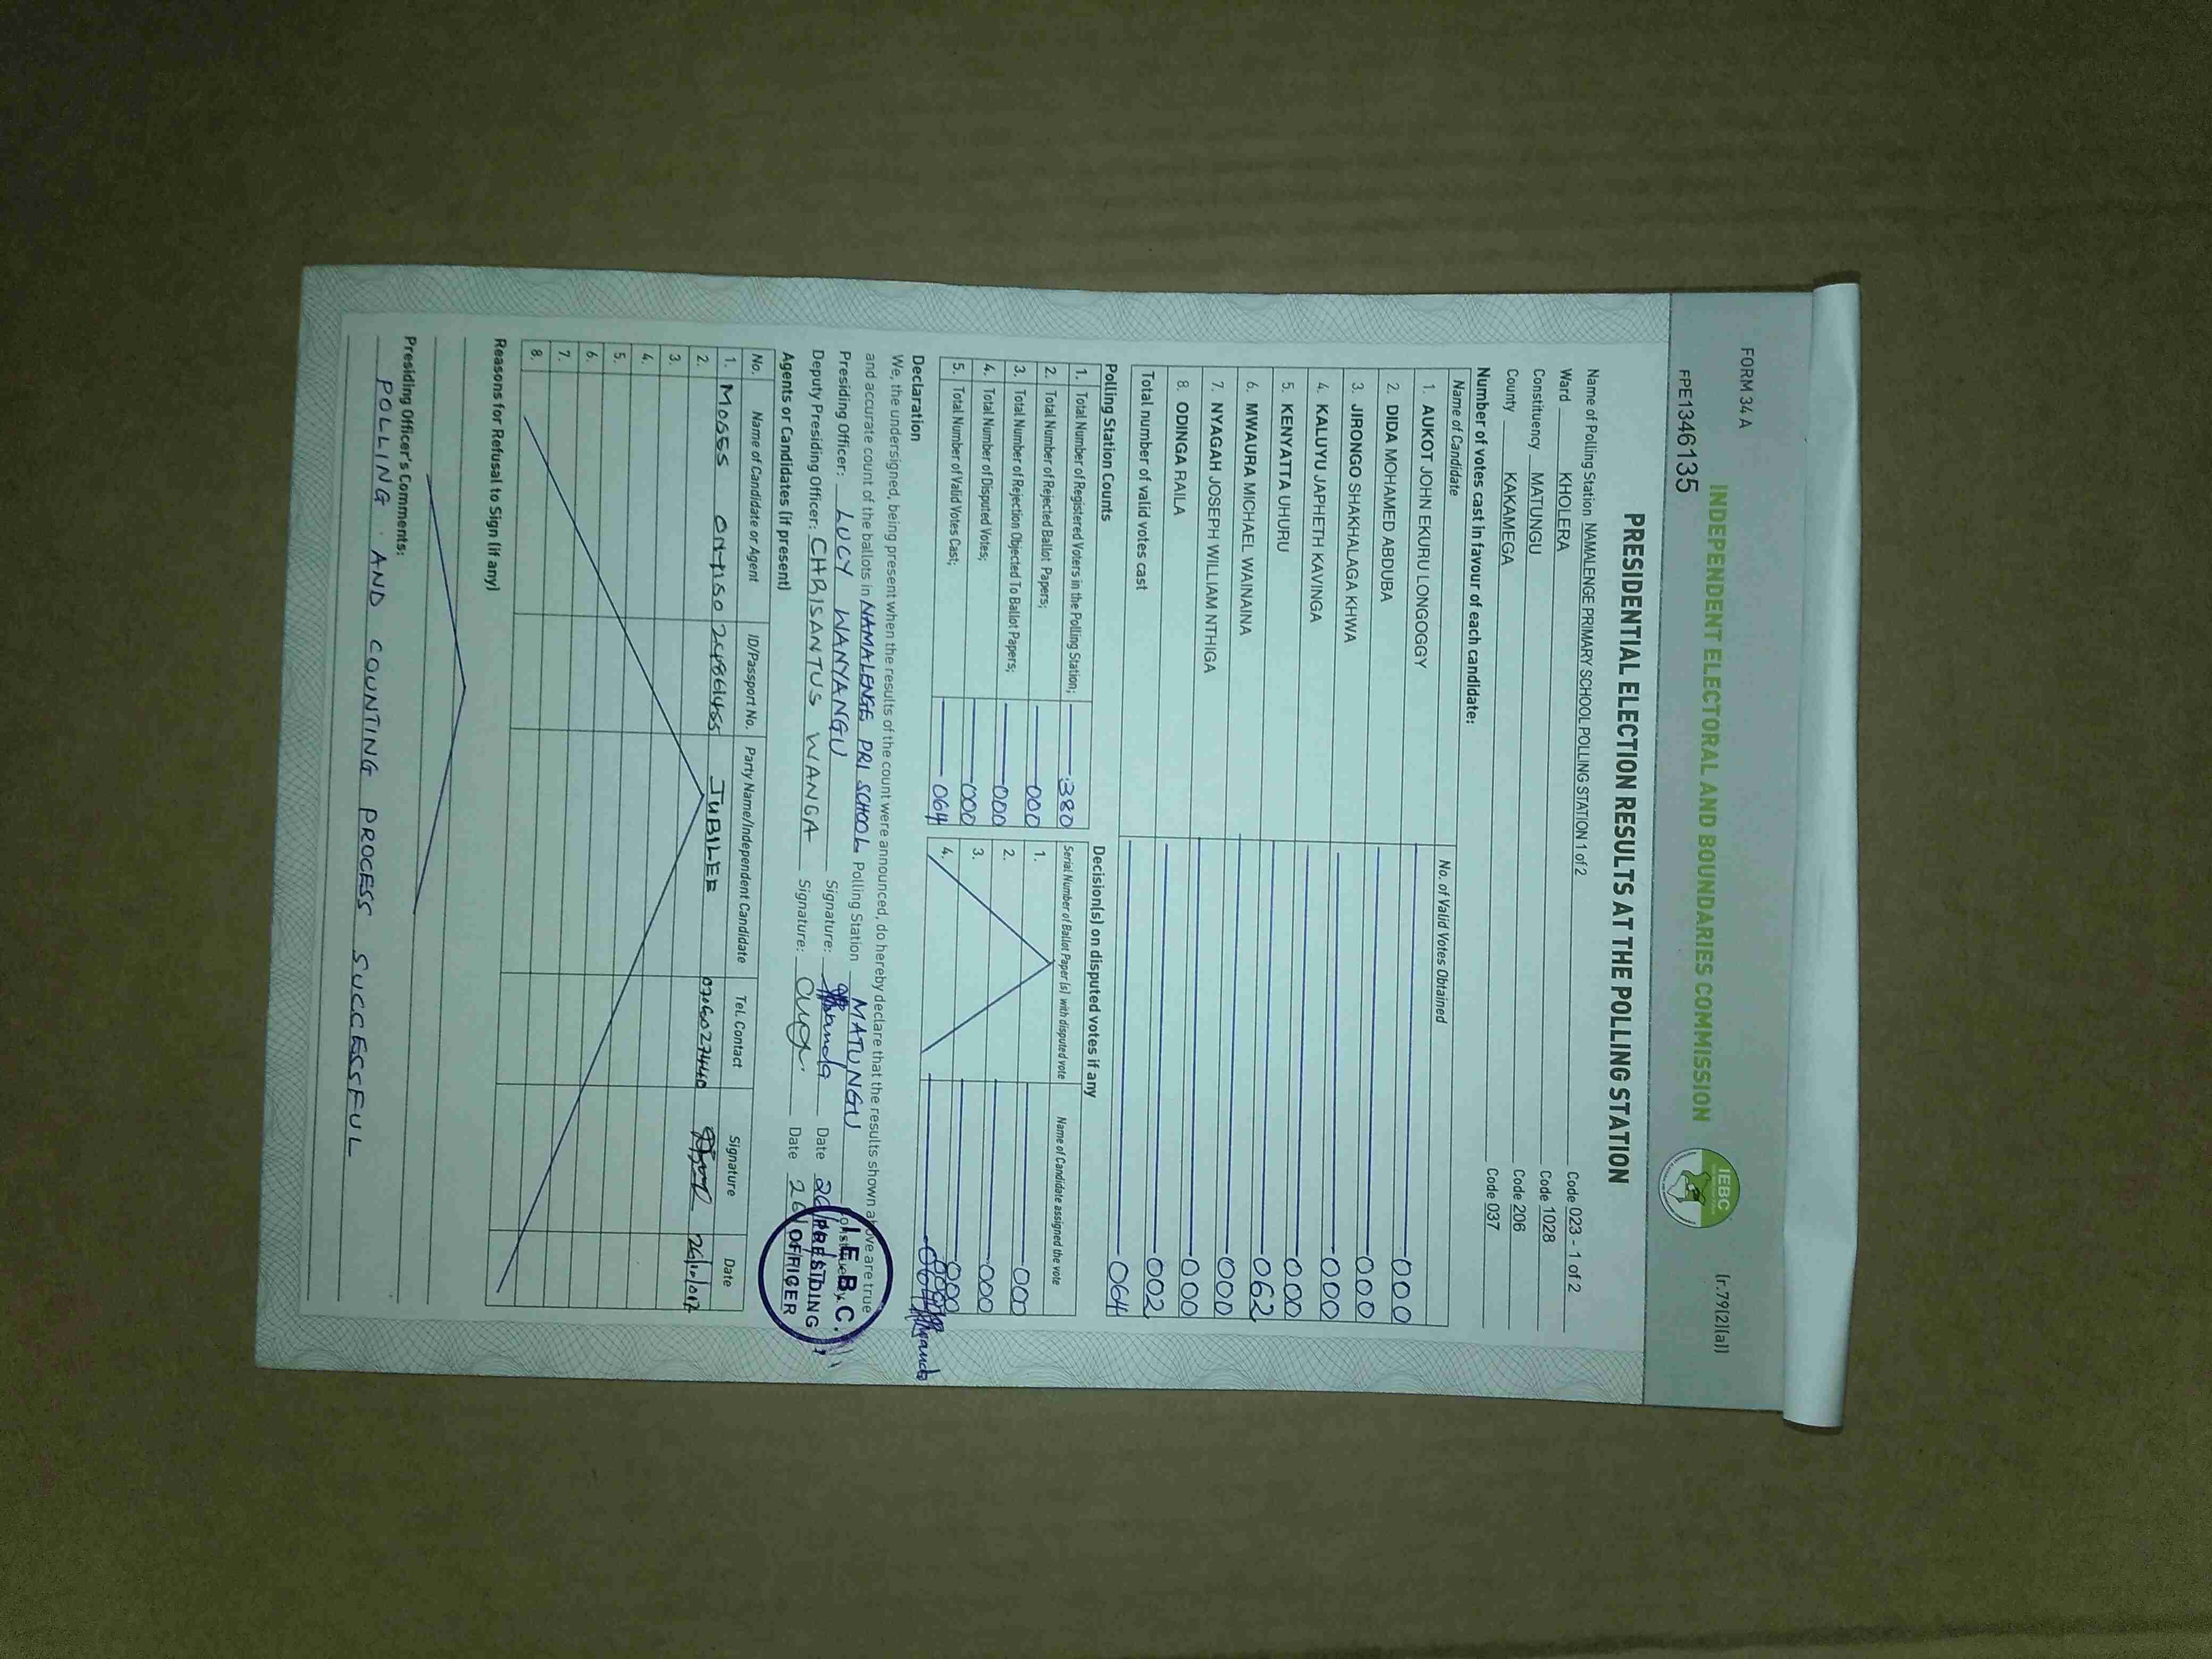 FORM 34 A
(r.79(2)(a))
INDEPENDENT ELECTORAL AND BOUNDARIES COMMISSION
IEBC
FPE1346135
PRESIDENTIAL ELECTION RESULTS AT THE POLLING STATION
Name of Polling Station NAMALENGE PRIMARY SCHOOL POLLING STATION 1 of 2 Code 023 - 1 of 2
Ward KHOLERA Code 1028
Constituency MATUNGU Code 206
County KAKAMEGA Code 037
Number of votes cast in favour of each candidate:
Name of Candidate No. of Valid Votes Obtained
1. AUKOT JOHN EKURU LONGOGGY 000
2. DIDA MOHAMED ABDUBA 000
3. JIRONGO SHAKHALAGA KHWA 000
4. KALUYU JAPHETH KAVINGA 000
5. KENYATTA UHURU 062
6. MWAURA MICHAEL WAINAINA 000
7. NYAGAH JOSEPH WILLIAM NTHIGA 000
8. ODINGA RAILA 002
Total number of valid votes cast 064
Polling Station Counts
1. Total Number of Registered Voters in the Polling Station; 380
2. Total Number of Rejected Ballot Papers; 000
3. Total Number of Rejection Objected To Ballot Papers; 000
4. Total Number of Disputed Votes; 000
5. Total Number of Valid Votes Cast; 064
Decision(s) on disputed votes if any
Serial Number of Ballot Paper (s) with disputed vote Name of Candidate assigned the vote
1. 000
2. 000
3. 000
4.
Declaration
We, the undersigned, being present when the results of the count were announced, do hereby declare that the results shown above are true
and accurate count of the ballots in NAMALENGE PRI SCHOOL Polling Station MATUNGU
Presiding Officer: LUCY WANYANGU Signature: Date 26
Deputy Presiding Officer: CHRISANTUS WANGA Signature: Date 26
I.E.B.C.
PRESIDING
OFFICER
Agents or Candidates (if present)
No. Name of Candidate or Agent ID/Passport No. Party Name/Independent Candidate Tel. Contact Signature Date
1. MOSES JUBILEE 0706027440 26/10/017
2.
3.
4.
5.
6.
7.
8.
Reasons for Refusal to Sign (if any)
Presiding Officer's Comments:
POLLING AND COUNTING PROCESS SUCCESSFUL